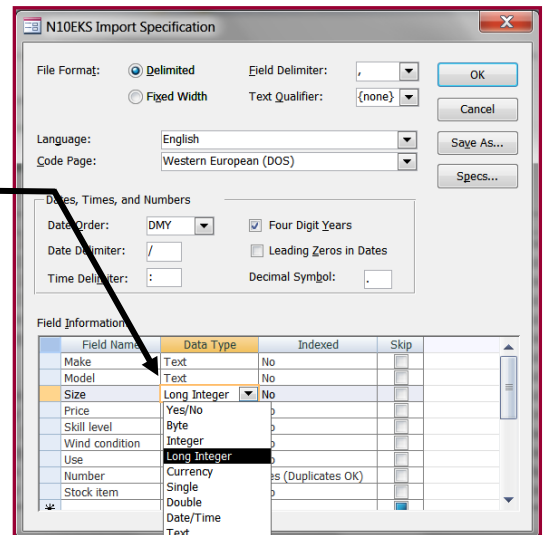 N10EKS Import Specification
File Format: Delimited Field Delimiter: , OK
Fixed Width Text Qualifier: {none} Cancel
Language: English Save As...
Code Page: Western European (DOS) Specs...
Dates, Times, and Numbers
Date Order: DMY Four Digit Years
Date Delimiter: / Leading Zeros in Dates
Time Delimiter: : Decimal Symbol: .
Field Information:
Field Name Data Type Indexed Skip
Make Text No
Model Text No
Size Long Integer No
Price Yes/No
Skill level Byte
Wind condition Integer
Use Long Integer
Number Currency (Duplicates OK)
Stock item Single
Double
Date/Time
Text